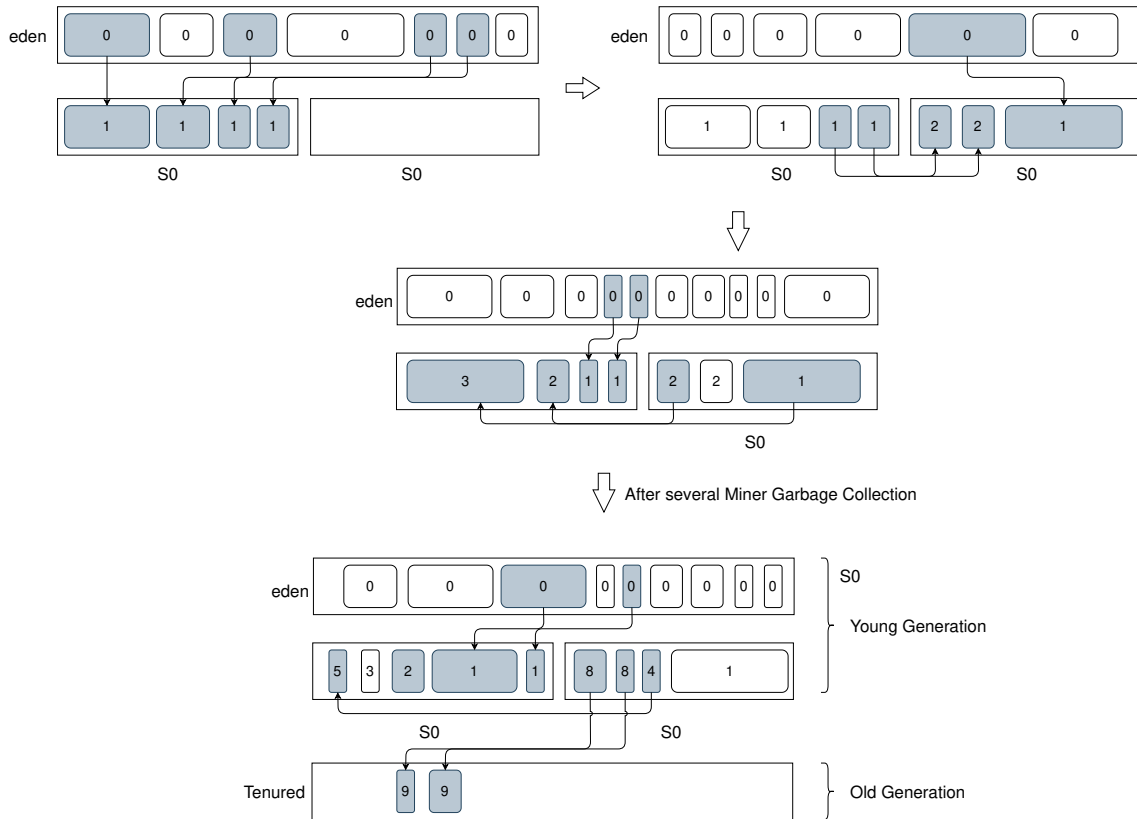 eden 0 0 0 0 0 0 0
1 1 1 1
S0 S0
eden 0 0 0 0 0 0
1 1 1 1 2 2 1
S0 S0
eden 0 0 0 0 0 0 0 0 0 0
3 2 1 1 2 2 1
S0
After several Miner Garbage Collection
eden 0 0 0 0 0 0 0 0 0
S0
Young Generation
5 3 2 1 1 8 8 4 1
S0 S0
Tenured 9 9
Old Generation